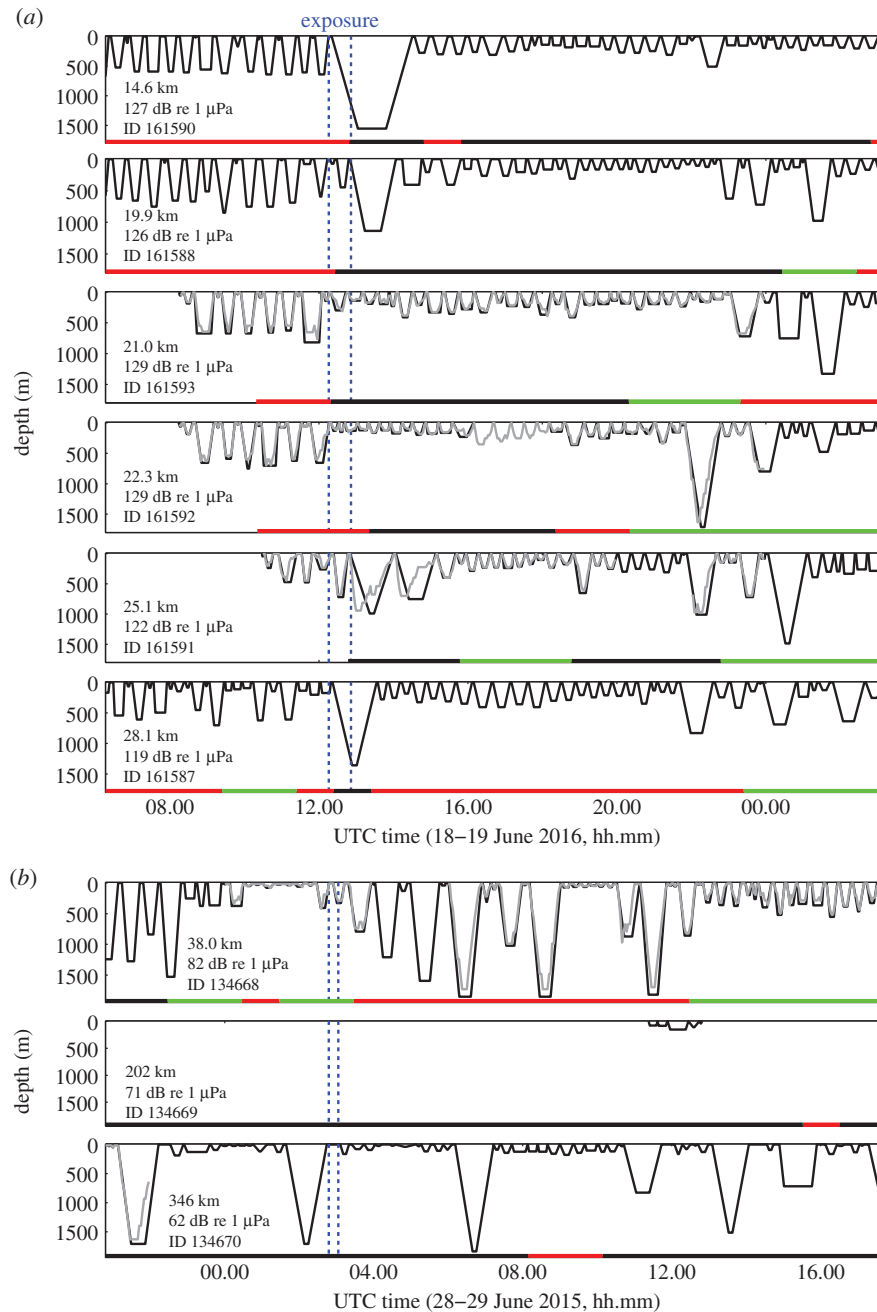 (a)
exposure
0
500
1000
1500
14.6 km
127 dB re 1 µPa
ID 161590
0
500
1000
1500
19.9 km
126 dB re 1 µPa
ID 161588
0
500
1000
1500
21.0 km
129 dB re 1 µPa
ID 161593
depth (m)
0
500
1000
1500
22.3 km
129 dB re 1 µPa
ID 161592
0
500
1000
1500
25.1 km
122 dB re 1 µPa
ID 161591
0
500
1000
1500
28.1 km
119 dB re 1 µPa
ID 161587
08.00 12.00 16.00 20.00 00.00
UTC time (18–19 June 2016, hh.mm)
(b)
0
500
1000
1500
38.0 km
82 dB re 1 µPa
ID 134668
depth (m)
0
500
1000
1500
202 km
71 dB re 1 µPa
ID 134669
0
500
1000
1500
346 km
62 dB re 1 µPa
ID 134670
00.00 04.00 08.00 12.00 16.00
UTC time (28–29 June 2015, hh.mm)